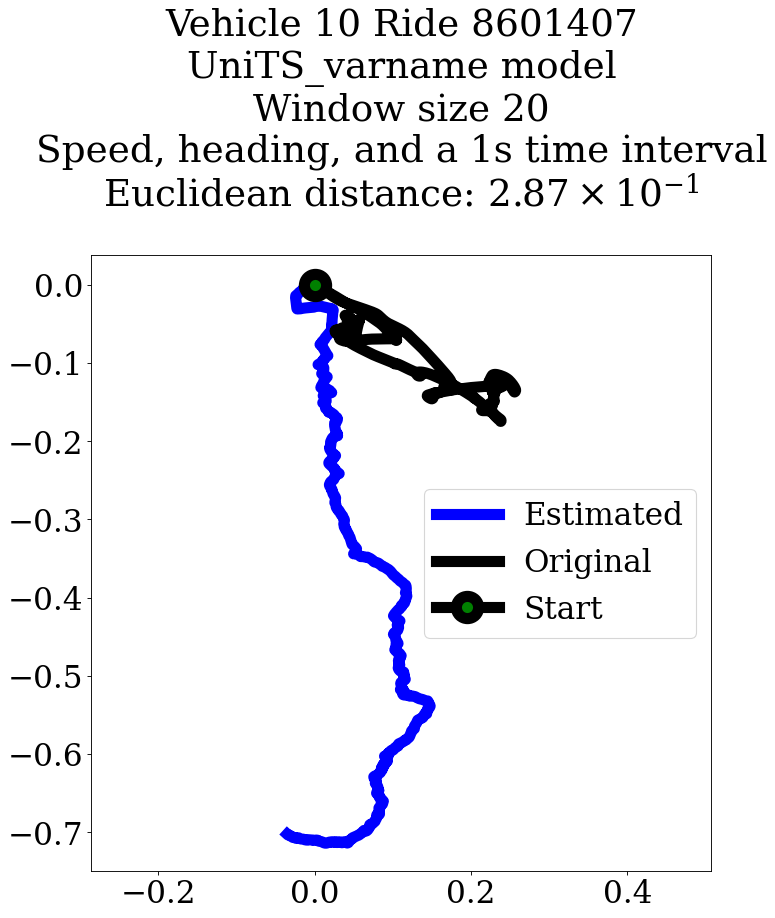 Vehicle 10 Ride 8601407
UniTS_varname model
Window size 20
Speed, heading, and a 1s time interval
Euclidean distance: 2.87 × 10⁻¹
0.0
−0.1
−0.2
−0.3
−0.4
−0.5
−0.6
−0.7
Estimated
Original
Start
−0.2 0.0 0.2 0.4